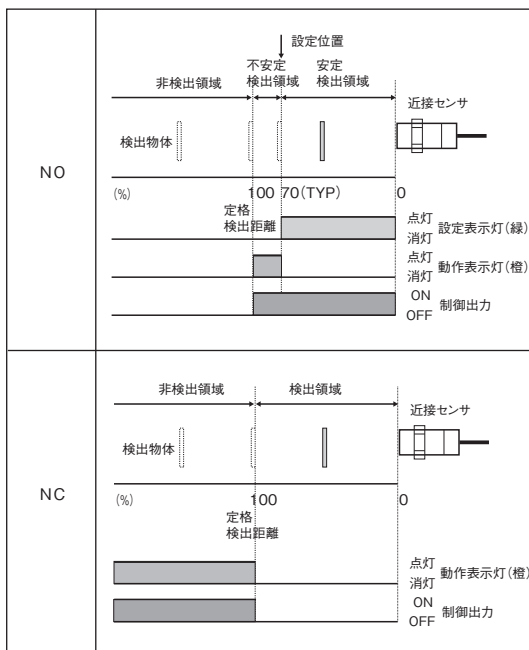 NO
設定位置
不安定
検出領域
安定
検出領域
非検出領域
近接センサ
検出物体
(%)
100
70(TYP)
0
定格
検出距離
点灯
消灯
設定表示灯(緑)
点灯
消灯
動作表示灯(橙)
ON
OFF
制御出力
NC
非検出領域
検出領域
近接センサ
検出物体
(%)
100
0
定格
検出距離
点灯
消灯
動作表示灯(橙)
ON
OFF
制御出力